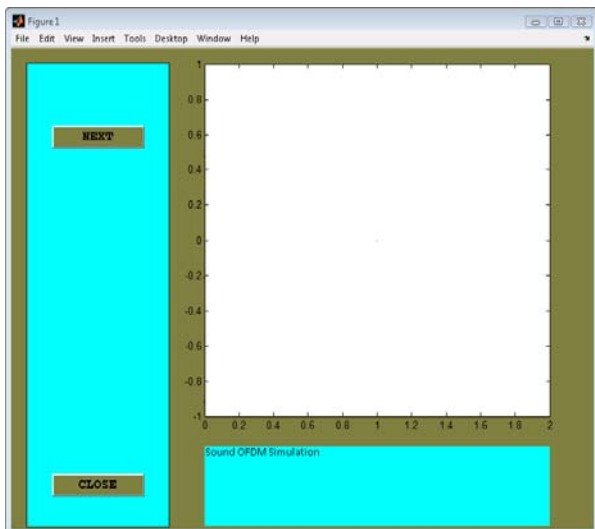 Figure 1
File Edit View Insert Tools Desktop Window Help
NEXT
1
0.8
0.6
0.4
0.2
0
-0.2
-0.4
-0.6
-0.8
-1
0 0.2 0.4 0.6 0.8 1 1.2 1.4 1.6 1.8 2
Sound OFDM Simulation
CLOSE